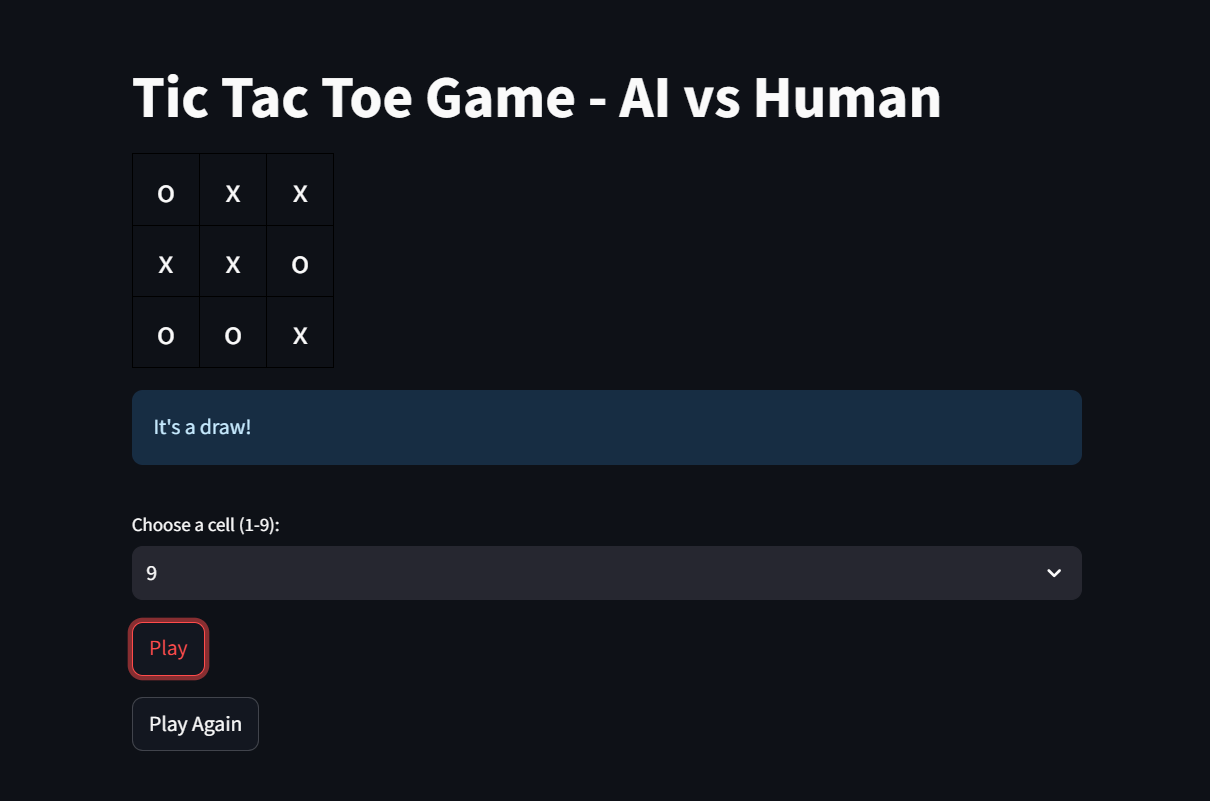 Tic Tac Toe Game - AI vs Human
O X X
X X O
O O X
It's a draw!
Choose a cell (1-9):
9
Play
Play Again